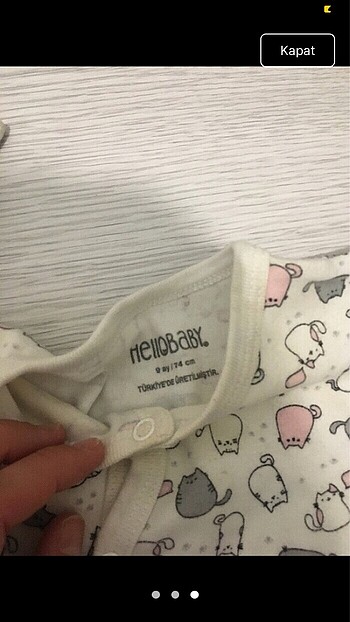 Kapat
HelloBaby.
9 ay / 74 cm
TÜRKİYE'DE ÜRETİLMİŞTİR.